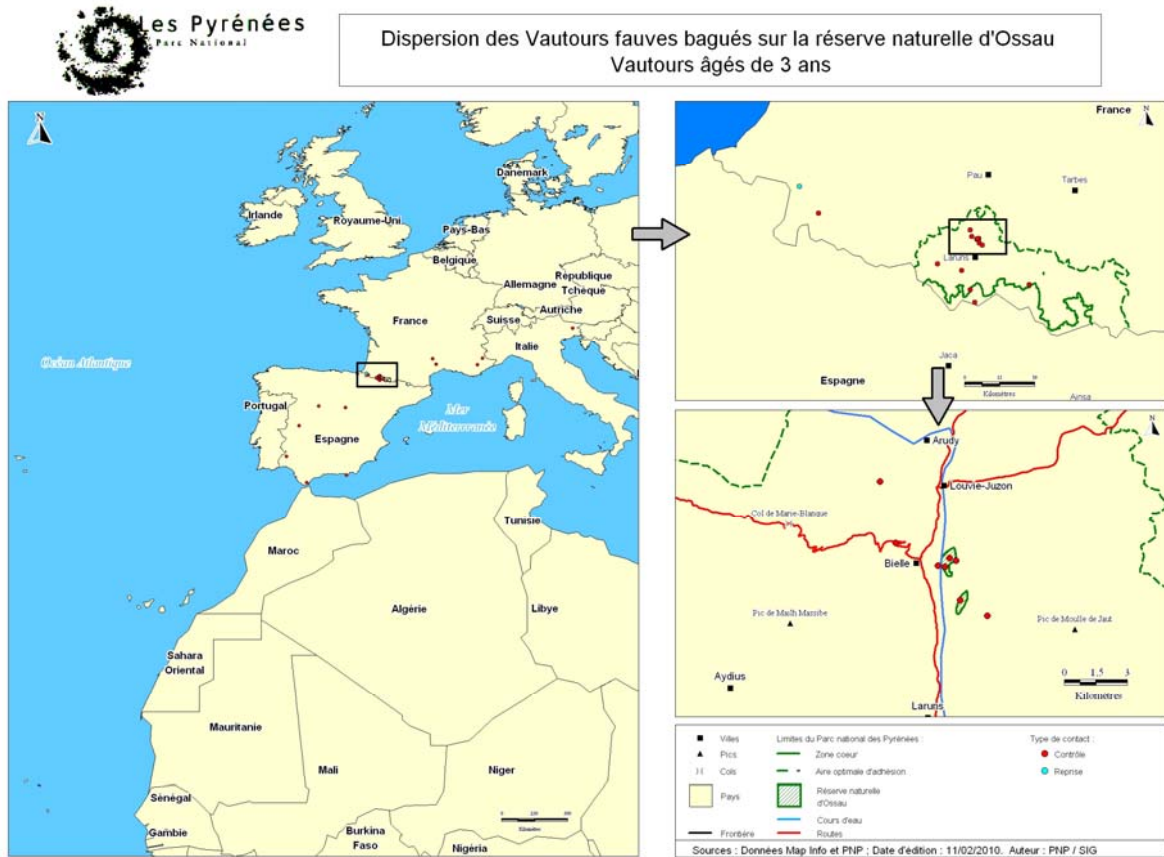 Les Pyrénées
Parc National
Dispersion des Vautours fauves bagués sur la réserve naturelle d'Ossau
Vautours âgés de 3 ans
N
Danemark
Irlande
Royaume-Uni
Pays-Bas
Belgique
Allemagne
République
Tchèque
Autriche
France
Suisse
Italie
Océan Atlantique
Portugal
Espagne
Mer
Méditerranée
Tunisie
Maroc
Algérie
Libye
Sahara
Oriental
Mauritanie
Mali
Niger
Sénégal
Gambie
Burkina
Faso
Nigéria
Kilomètres
France
N
Pau
Tarbes
Laruns
Jaca
Espagne
Ainsa
Kilomètres
N
Arudy
Louvie-Juzon
Col de Marie-Blanque
Bielle
Pic de Mailh Massibe
Pic de Moulle de Jaut
Aydius
0 1.5 3
Kilomètres
Laruns
Villes
Pics
Cols
Pays
Frontière
Limites du Parc national des Pyrénées :
Zone coeur
Aire optimale d'adhésion
Réserve naturelle
d'Ossau
Cours d'eau
Routes
Type de contact :
Contrôle
Reprise
Sources : Données Map Info et PNP ; Date d'édition : 11/02/2010. Auteur : PNP / SIG